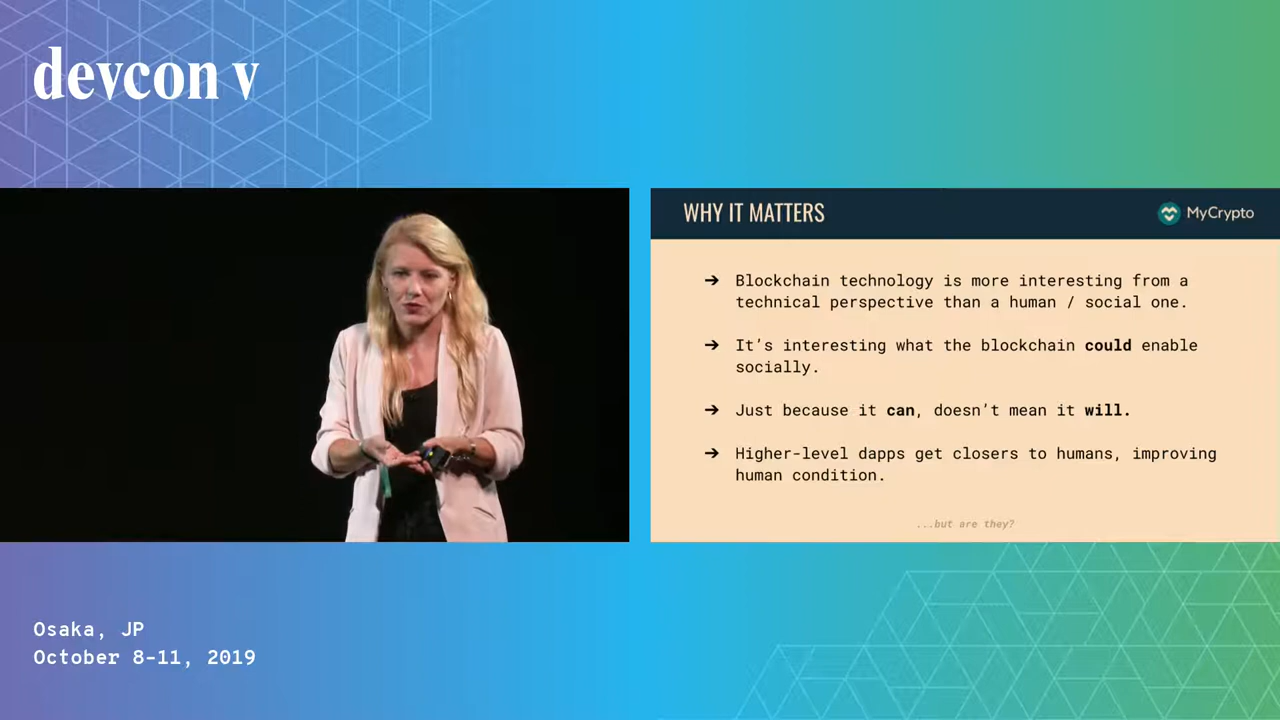 devcon v
WHY IT MATTERS
MyCrypto
➔ Blockchain technology is more interesting from a
technical perspective than a human / social one.
➔ It’s interesting what the blockchain could enable
socially.
➔ Just because it can, doesn’t mean it will.
➔ Higher-level dapps get closers to humans, improving
human condition.
...but are they?
Osaka, JP
October 8-11, 2019